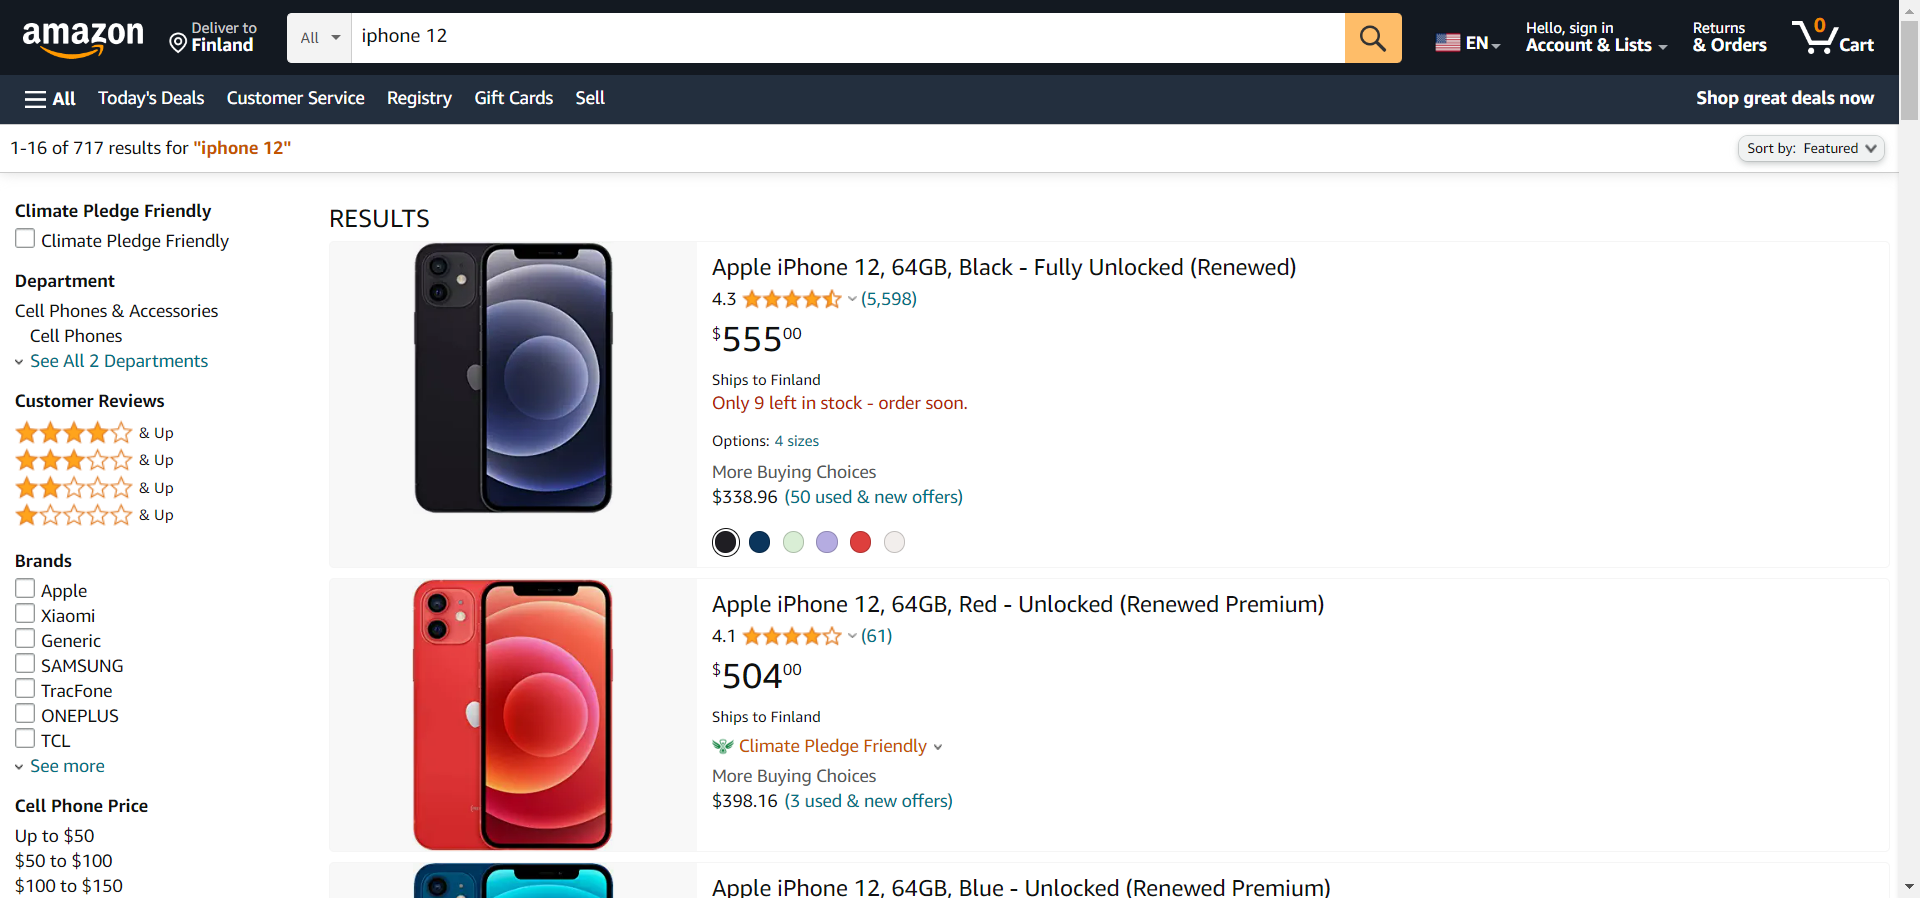 amazon
Deliver to
Finland
All
iphone 12
EN
Hello, sign in
Account & Lists
Returns
& Orders
0
Cart
All
Today's Deals
Customer Service
Registry
Gift Cards
Sell
Shop great deals now
1-16 of 717 results for "iphone 12"
Sort by: Featured
Climate Pledge Friendly
Climate Pledge Friendly
Department
Cell Phones & Accessories
Cell Phones
See All 2 Departments
Customer Reviews
& Up
& Up
& Up
& Up
Brands
Apple
Xiaomi
Generic
SAMSUNG
TracFone
ONEPLUS
TCL
See more
Cell Phone Price
Up to $50
$50 to $100
$100 to $150
RESULTS
Apple iPhone 12, 64GB, Black - Fully Unlocked (Renewed)
4.3 (5,598)
$55500
Ships to Finland
Only 9 left in stock - order soon.
Options: 4 sizes
More Buying Choices
$338.96 (50 used & new offers)
Apple iPhone 12, 64GB, Red - Unlocked (Renewed Premium)
4.1 (61)
$50400
Ships to Finland
Climate Pledge Friendly
More Buying Choices
$398.16 (3 used & new offers)
Apple iPhone 12, 64GB, Blue - Unlocked (Renewed Premium)